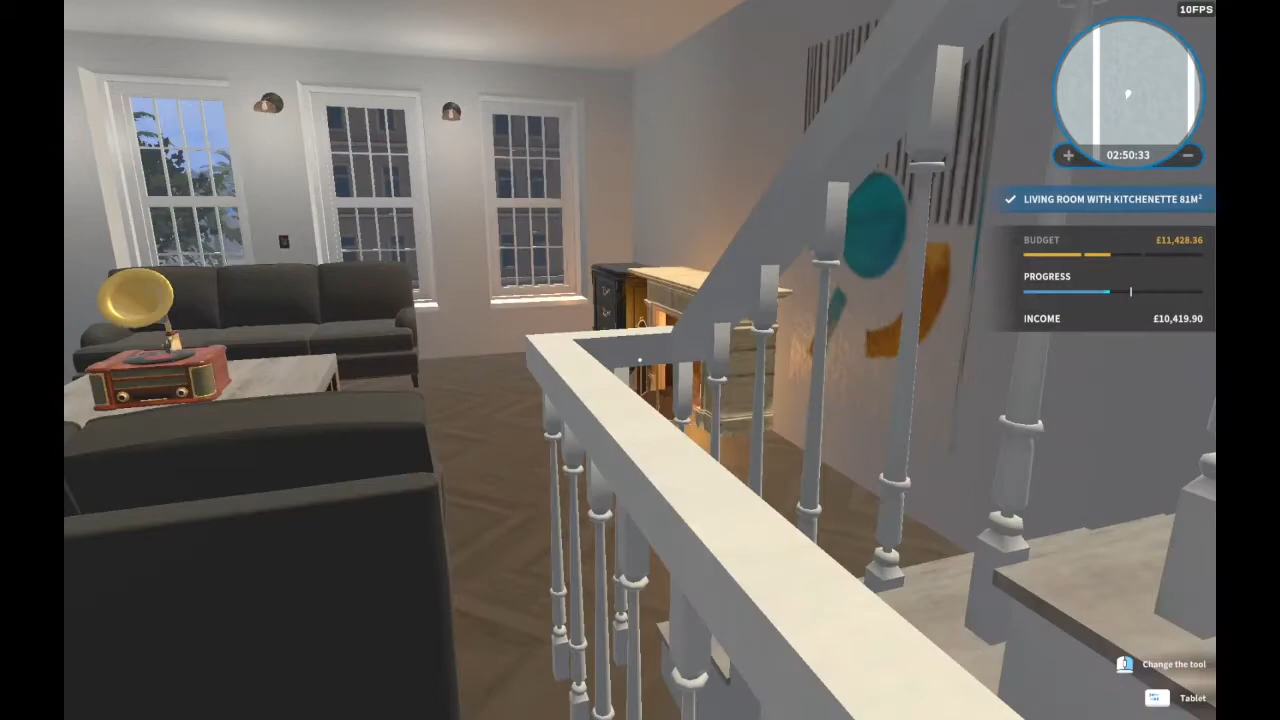 10FPS
02:50:33
LIVING ROOM WITH KITCHENETTE 81M²
BUDGET £11,428.36
PROGRESS
INCOME £10,419.90
Change the tool
Tablet